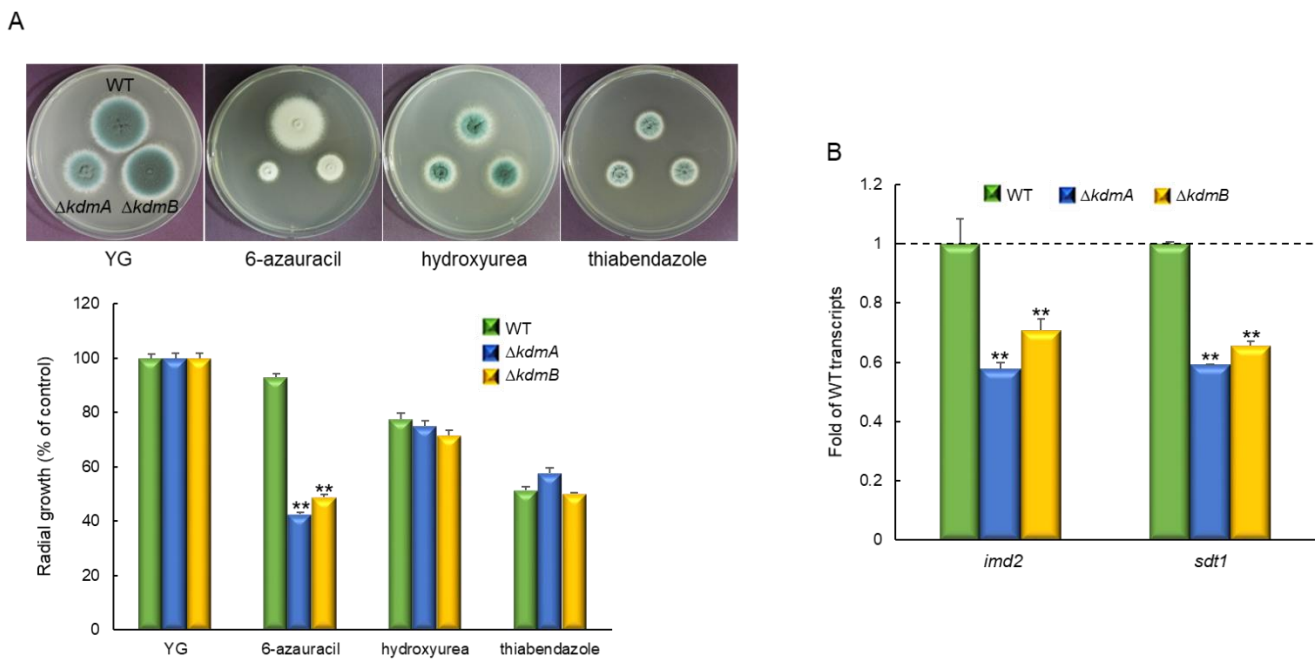 A
WT
ΔkdmA ΔkdmB
YG 6-azauracil hydroxyurea thiabendazole
120
100
80
60
40
20
0
Radial growth (% of control)
WT
ΔkdmA
ΔkdmB
** **
YG 6-azauracil hydroxyurea thiabendazole
B
1.2
1
0.8
0.6
0.4
0.2
0
Fold of WT transcripts
WT ΔkdmA ΔkdmB
** ** ** **
imd2 sdt1